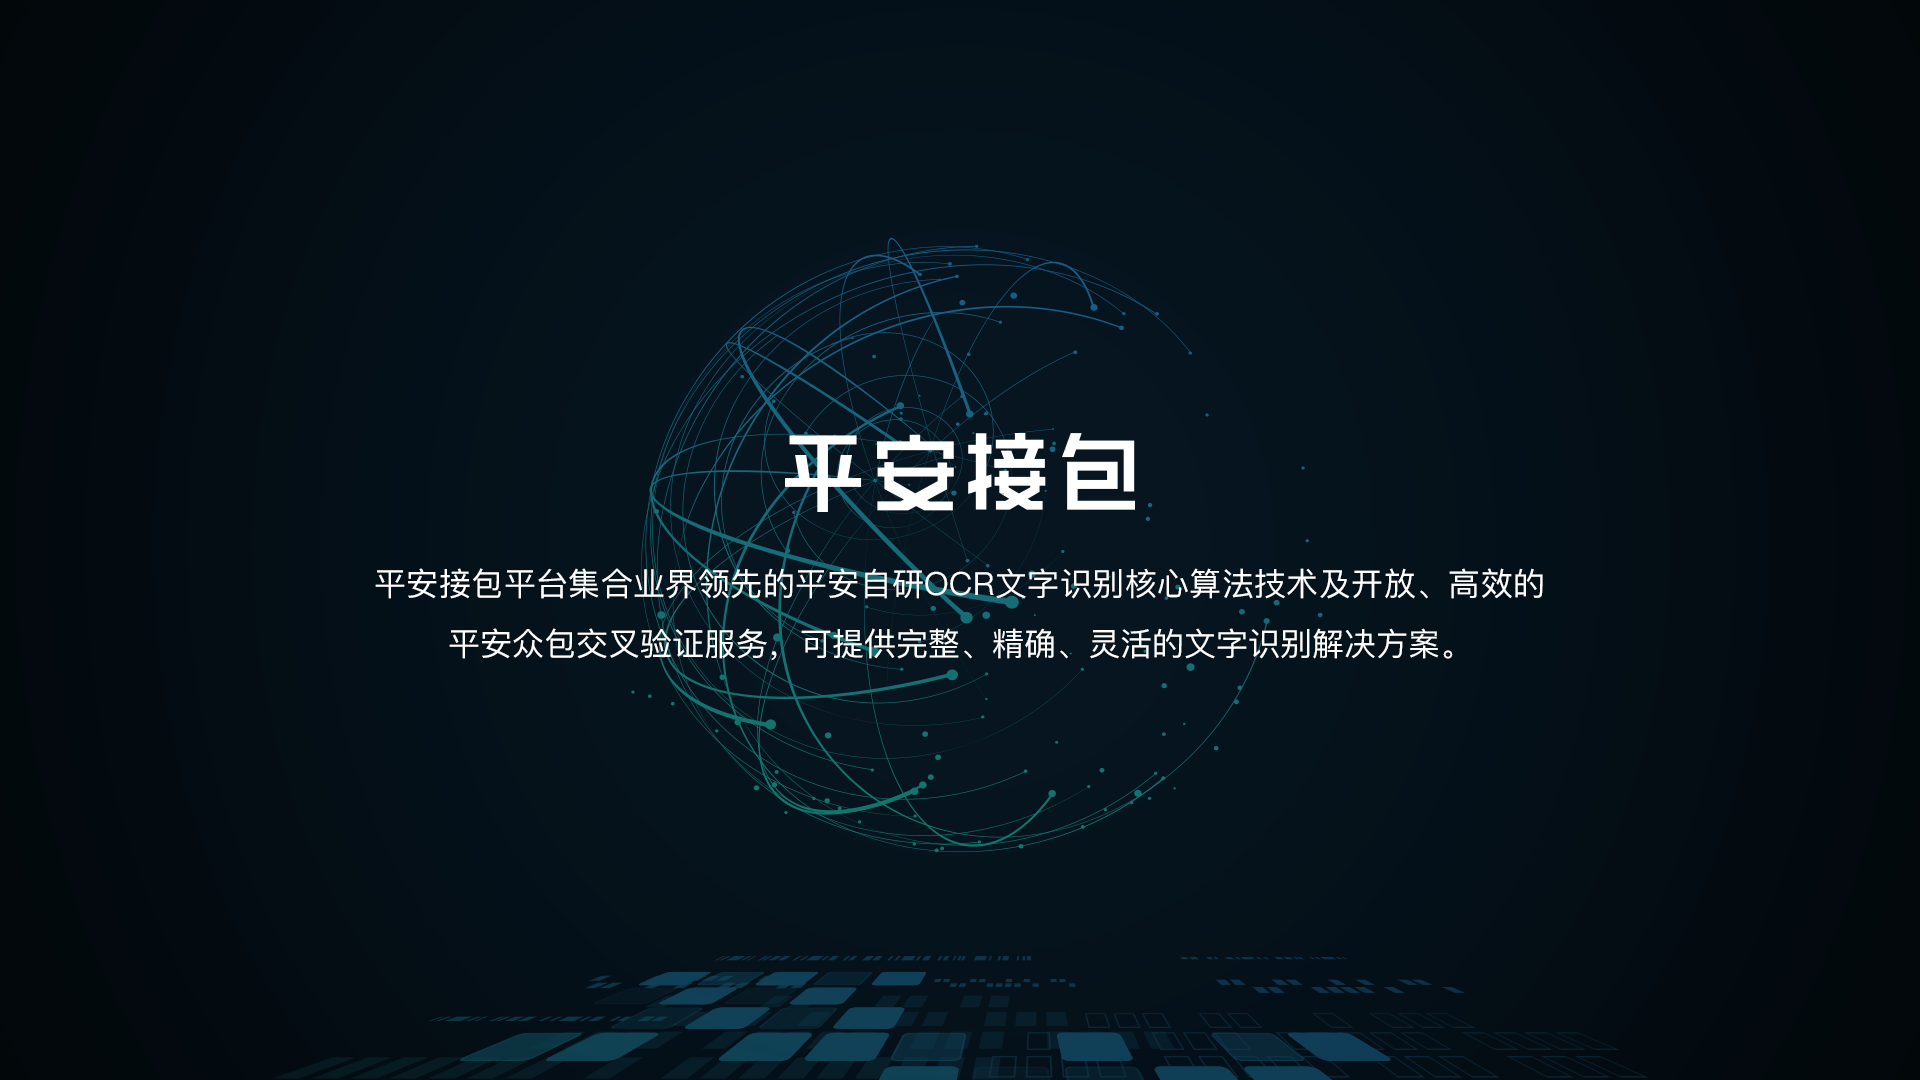 平安接包
平安接包平台集合业界领先的平安自研OCR文字识别核心算法技术及开放、高效的
平安众包交叉验证服务，可提供完整、精确、灵活的文字识别解决方案。